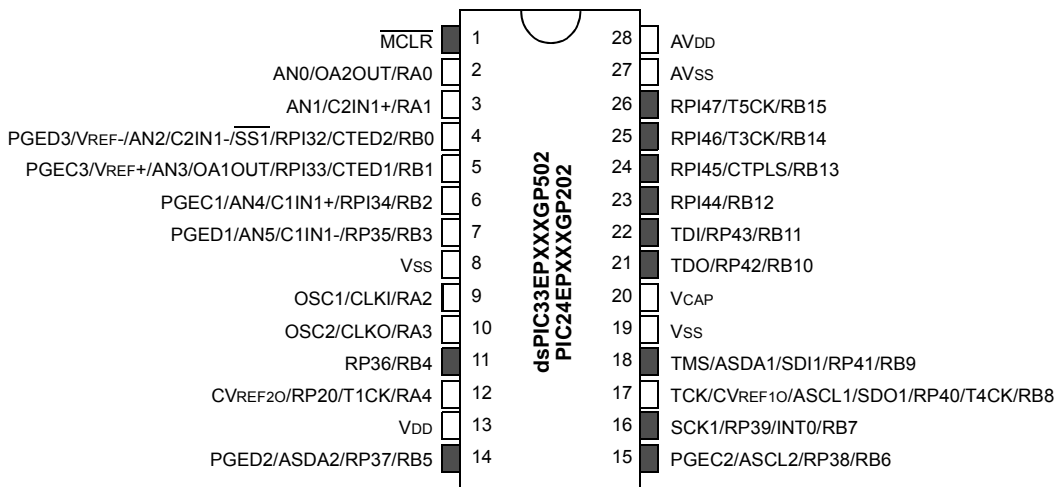 MCLR 1 28 AVDD
AN0/OA2OUT/RA0 2 27 AVSS
AN1/C2IN1+/RA1 3 26 RPI47/T5CK/RB15
PGED3/VREF-/AN2/C2IN1-/SS1/RPI32/CTED2/RB0 4 25 RPI46/T3CK/RB14
PGEC3/VREF+/AN3/OA1OUT/RPI33/CTED1/RB1 5 24 RPI45/CTPLS/RB13
PGEC1/AN4/C1IN1+/RPI34/RB2 6 23 RPI44/RB12
PGED1/AN5/C1IN1-/RP35/RB3 7 22 TDI/RP43/RB11
VSS 8 21 TDO/RP42/RB10
OSC1/CLKI/RA2 9 20 VCAP
OSC2/CLKO/RA3 10 19 VSS
RP36/RB4 11 18 TMS/ASDA1/SDI1/RP41/RB9
CVREF2O/RP20/T1CK/RA4 12 17 TCK/CVREF1O/ASCL1/SDO1/RP40/T4CK/RB8
VDD 13 16 SCK1/RP39/INT0/RB7
PGED2/ASDA2/RP37/RB5 14 15 PGEC2/ASCL2/RP38/RB6
dsPIC33EPXXXGP502
PIC24EPXXXGP202